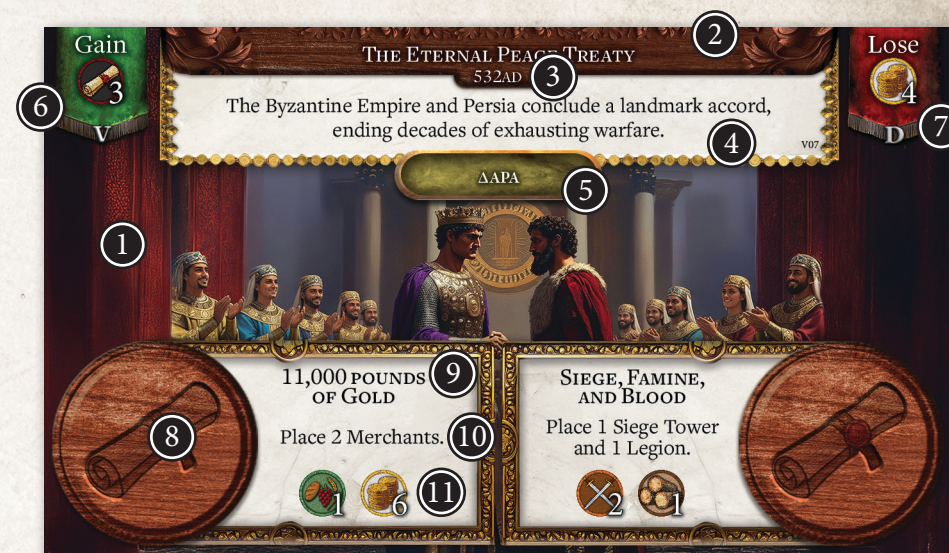 Gain
3
V
6
2
The Eternal Peace Treaty
532AD
3
The Byzantine Empire and Persia conclude a landmark accord,
ending decades of exhausting warfare.
4
V07
Lose
4
D
7
ΔΑΡΑ
5
1
11,000 pounds
of Gold
9
Place 2 Merchants.
10
1
6
11
8
Siege, Famine,
and Blood
Place 1 Siege Tower
and 1 Legion.
2
1